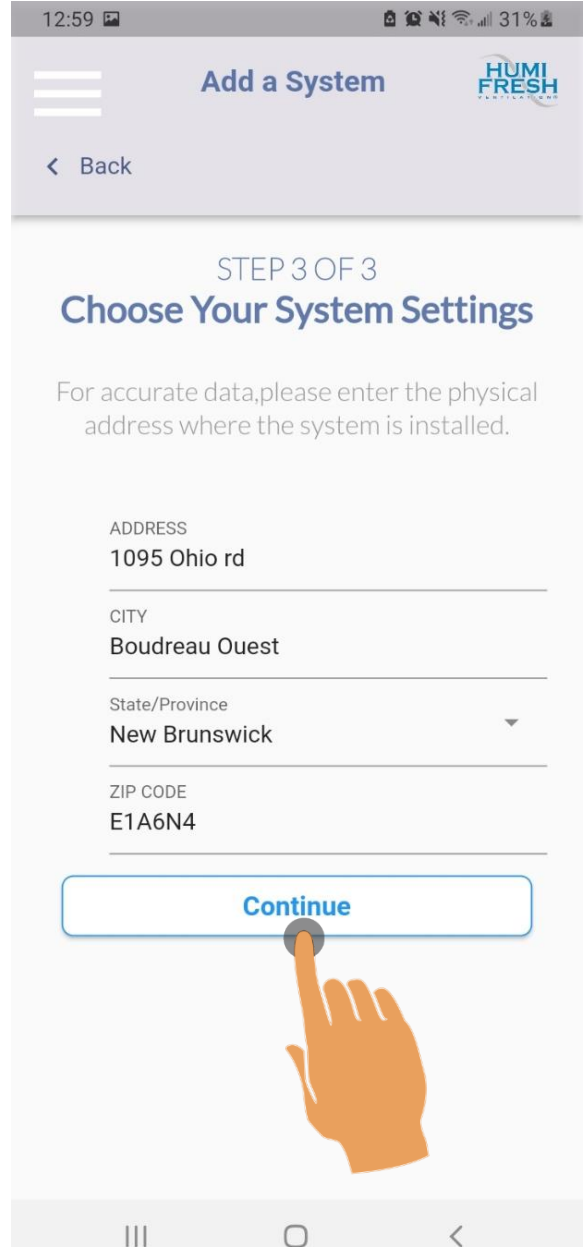 12:59 31%
Add a System
HUMI
FRESH
Back
STEP 3 OF 3
Choose Your System Settings
For accurate data,please enter the physical
address where the system is installed.
ADDRESS
1095 Ohio rd
CITY
Boudreau Ouest
State/Province
New Brunswick
ZIP CODE
E1A6N4
Continue